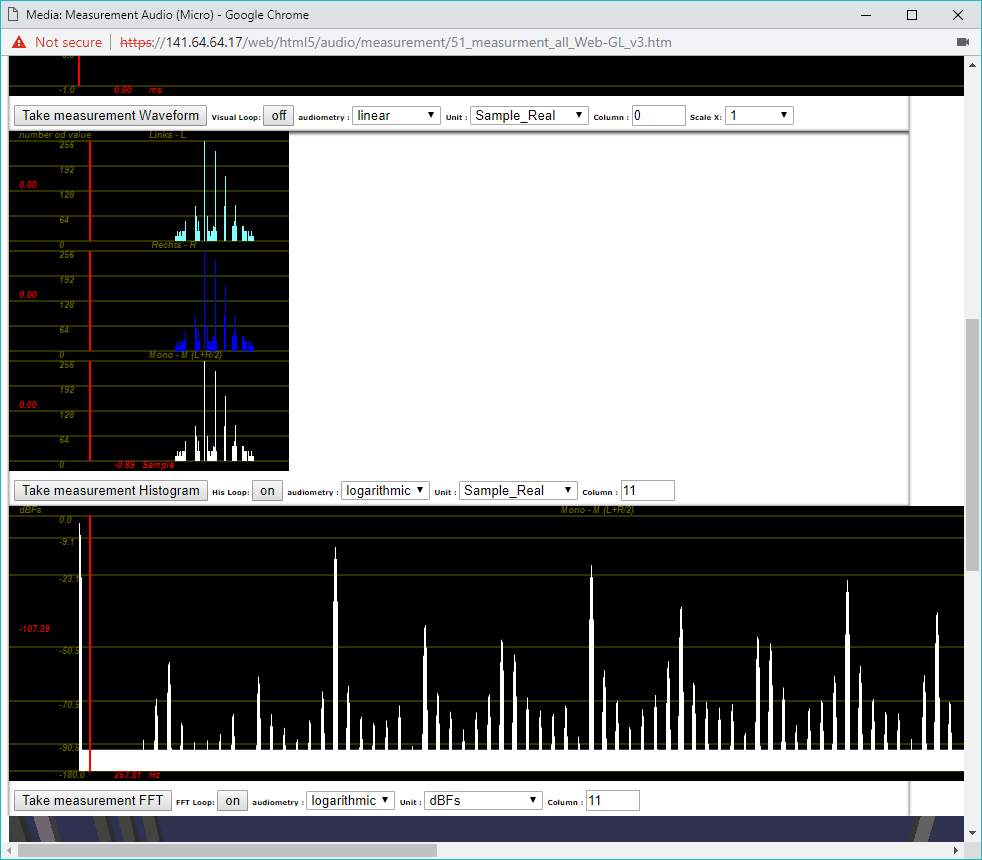 Media: Measurement Audio (Micro) - Google Chrome
Not secure https://141.64.64.17/web/html5/audio/measurement/51_measurment_all_Web-GL_v3.htm
-1.0 0.00 ms
Take measurement Waveform Visual Loop: off audiometry : linear Unit : Sample_Real Column : 0 Scale X: 1
number od value Links - L
256
192
0.00
128
64
0
Rechts - R
256
192
0.00
128
64
0
Mono - M (L+R/2)
256
192
0.00
128
64
0 -0.89 Sample
Take measurement Histogram His Loop: on audiometry : logarithmic Unit : Sample_Real Column : 11
dBFs Mono - M (L+R/2)
0.0
-9.1
-23.1
-107.39
-50.5
-70.5
-90.5
-180.0 257.81 Hz
Take measurement FFT FFT Loop: on audiometry : logarithmic Unit : dBFs Column : 11